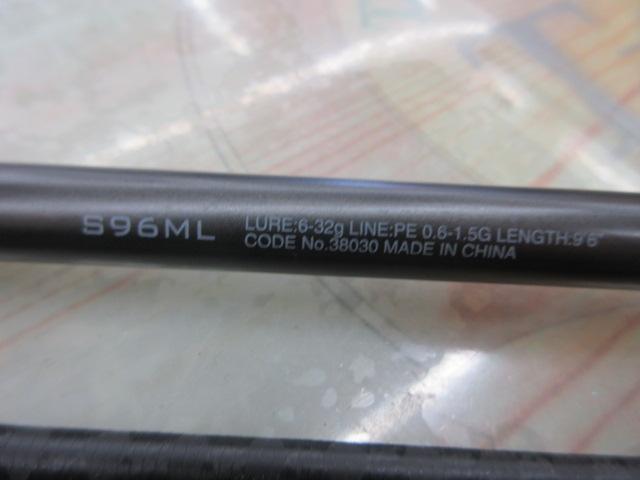 S96ML
LURE:6-32g LINE:PE 0.6-1.5G LENGTH:9'6"
CODE No.38030 MADE IN CHINA